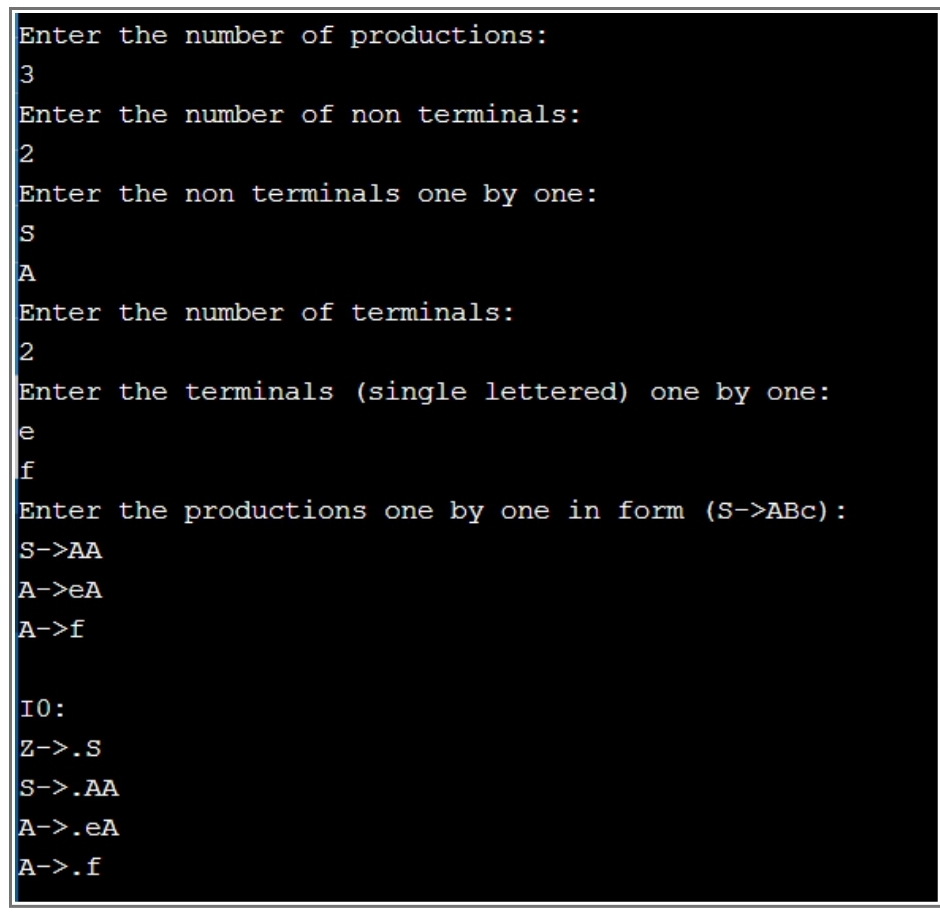 Enter the number of productions:
3
Enter the number of non terminals:
2
Enter the non terminals one by one:
S
A
Enter the number of terminals:
2
Enter the terminals (single lettered) one by one:
e
f
Enter the productions one by one in form (S->ABc):
S->AA
A->eA
A->f
I0:
Z->.S
S->.AA
A->.eA
A->.f